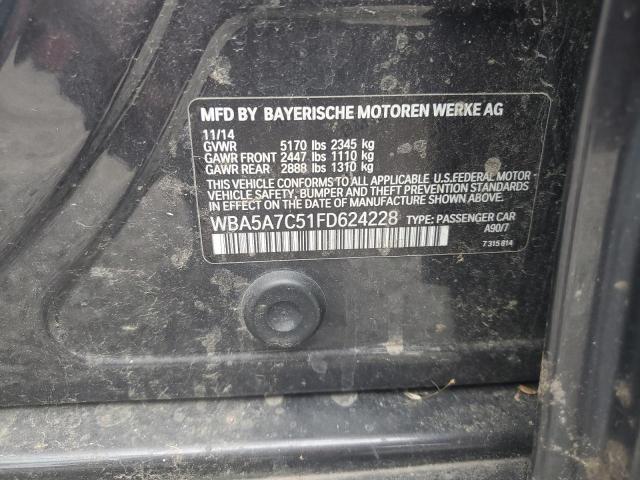 MFD BY BAYERISCHE MOTOREN WERKE AG
11/14
GVWR 5170 lbs 2345 kg
GAWR FRONT 2447 lbs 1110 kg
GAWR REAR 2888 lbs 1310 kg
THIS VEHICLE CONFORMS TO ALL APPLICABLE U.S.FEDERAL MOTOR
VEHICLE SAFETY, BUMPER AND THEFT PREVENTION STANDARDS
IN EFFECT ON THE DATE OF MANUFACTURE SHOWN ABOVE.
WBA5A7C51FD624228 TYPE: PASSENGER CAR
A90/7
7 315 814